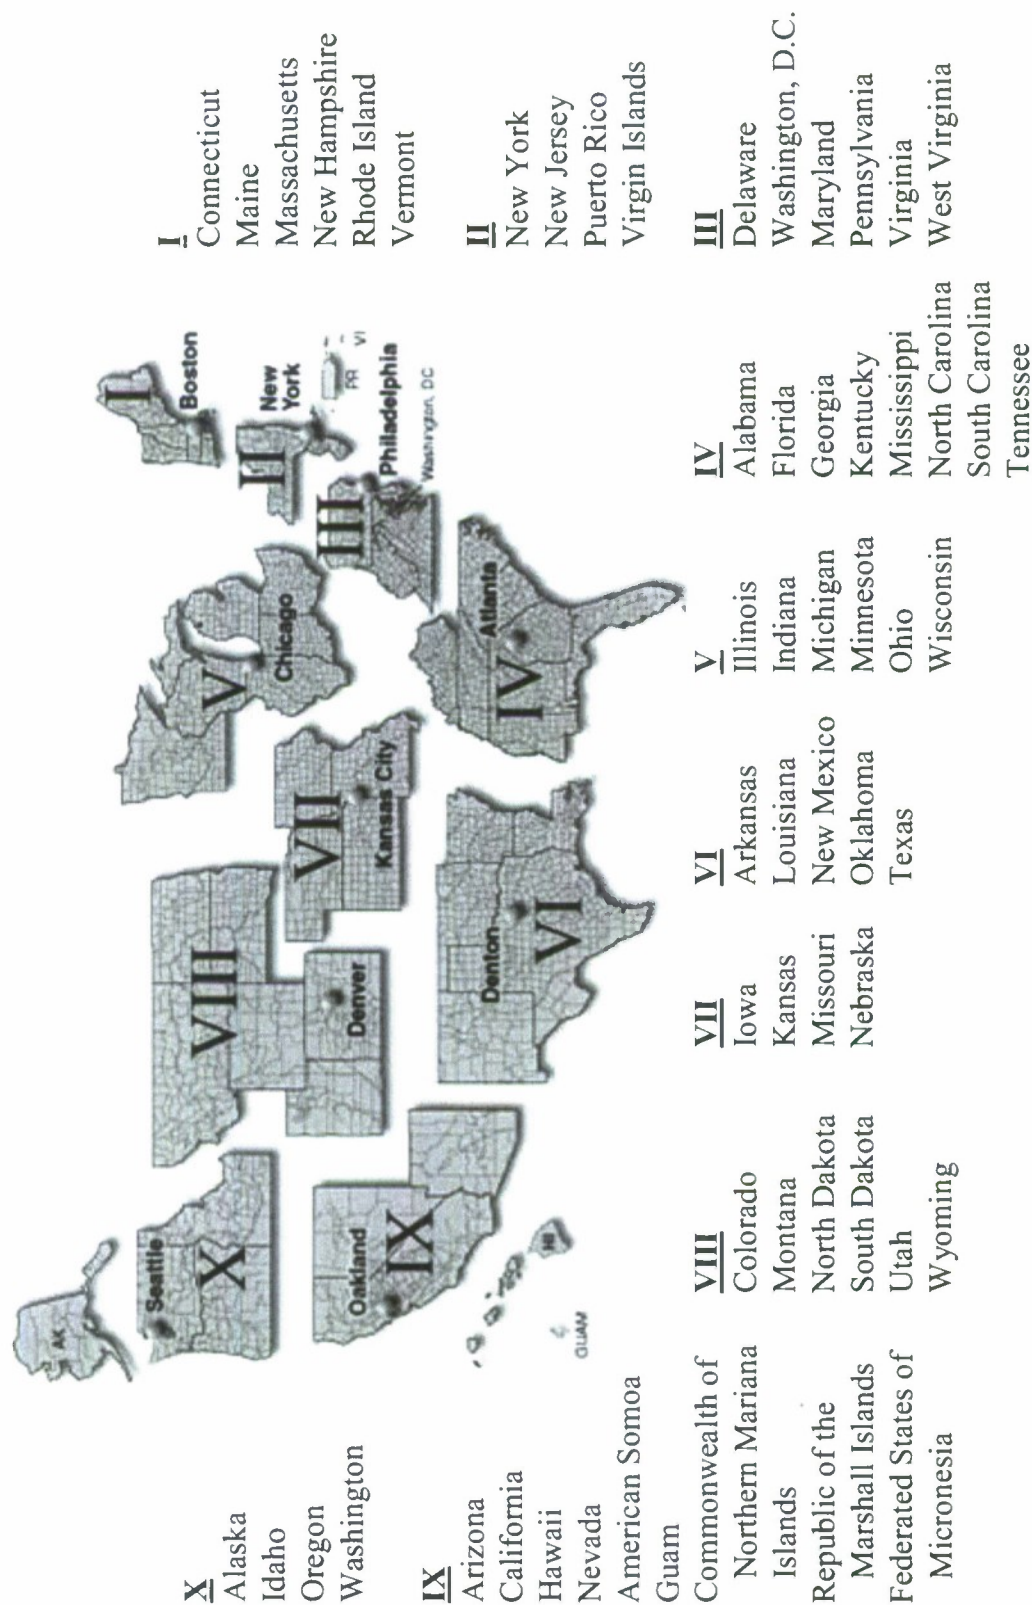 I
Connecticut
Maine
Massachusetts
New Hampshire
Rhode Island
Vermont
II
New York
New Jersey
Puerto Rico
Virgin Islands
III
Delaware
Washington, D.C.
Maryland
Pennsylvania
Virginia
West Virginia
IV
Alabama
Florida
Georgia
Kentucky
Mississippi
North Carolina
South Carolina
Tennessee
V
Illinois
Indiana
Michigan
Minnesota
Ohio
Wisconsin
VI
Arkansas
Louisiana
New Mexico
Oklahoma
Texas
VII
Iowa
Kansas
Missouri
Nebraska
VIII
Colorado
Montana
North Dakota
South Dakota
Utah
Wyoming
IX
Arizona
California
Hawaii
Nevada
American Somoa
Guam
Commonwealth of
Northern Mariana
Islands
Republic of the
Marshall Islands
Federated States of
Micronesia
X
Alaska
Idaho
Oregon
Washington
AK
Seattle
X
Oakland
IX
HI
GUAM
VIII
Denver
VII
Kansas City
Denton
VI
V
Chicago
IV
Atlanta
III
Philadelphia
Washington, DC
II
New
York
PR
VI
I
Boston